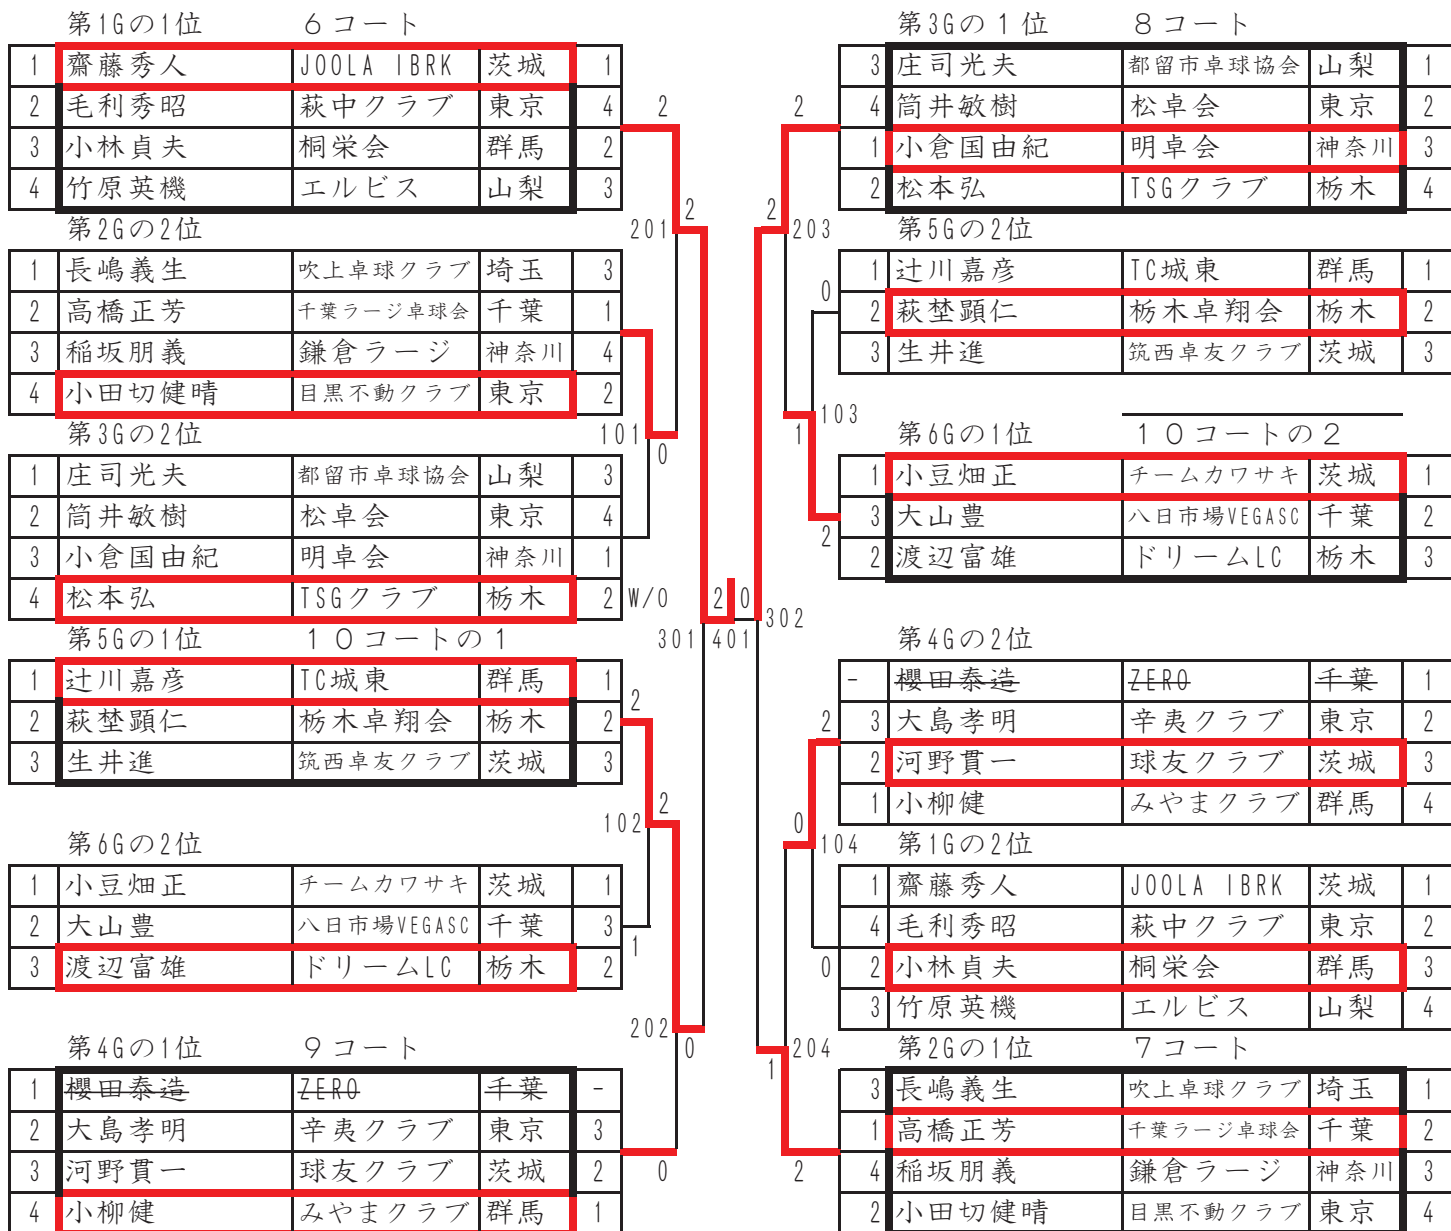 第1Gの1位 6コート
1 齋藤秀人 JOOLA IBRK 茨城 1
2 毛利秀昭 萩中クラブ 東京 4
3 小林貞夫 桐栄会 群馬 2
4 竹原英機 エルビス 山梨 3
2
第2Gの2位
201
2
1 長嶋義生 吹上卓球クラブ 埼玉 3
2 高橋正芳 千葉ラージ卓球会 千葉 1
3 稲坂朋義 鎌倉ラージ 神奈川 4
4 小田切健晴 目黒不動クラブ 東京 2
第3Gの2位
101
0
1 庄司光夫 都留市卓球協会 山梨 3
2 筒井敏樹 松卓会 東京 4
3 小倉国由紀 明卓会 神奈川 1
4 松本弘 TSGクラブ 栃木 2
W/O
2 0
301 401 302
第5Gの1位 10コートの1
1 辻川嘉彦 TC城東 群馬 1
2 萩埜顕仁 栃木卓翔会 栃木 2
3 生井進 筑西卓友クラブ 茨城 3
2
102
2
第6Gの2位
1 小豆畑正 チームカワサキ 茨城 1
2 大山豊 八日市場VEGASC 千葉 3
3 渡辺富雄 ドリームLC 栃木 2
1
202
0
第4Gの1位 9コート
1 櫻田泰造 ZERO 千葉 -
2 大島孝明 辛夷クラブ 東京 3
3 河野貫一 球友クラブ 茨城 2
4 小柳健 みやまクラブ 群馬 1
0
第3Gの1位 8コート
3 庄司光夫 都留市卓球協会 山梨 1
4 筒井敏樹 松卓会 東京 2
1 小倉国由紀 明卓会 神奈川 3
2 松本弘 TSGクラブ 栃木 4
2
2
203
第5Gの2位
1 辻川嘉彦 TC城東 群馬 1
2 萩埜顕仁 栃木卓翔会 栃木 2
3 生井進 筑西卓友クラブ 茨城 3
0
103
1
第6Gの1位 10コートの2
1 小豆畑正 チームカワサキ 茨城 1
3 大山豊 八日市場VEGASC 千葉 2
2 渡辺富雄 ドリームLC 栃木 3
2
第4Gの2位
- 櫻田泰造 ZERO 千葉 1
3 大島孝明 辛夷クラブ 東京 2
2 河野貫一 球友クラブ 茨城 3
1 小柳健 みやまクラブ 群馬 4
2
0
104
第1Gの2位
1 齋藤秀人 JOOLA IBRK 茨城 1
4 毛利秀昭 萩中クラブ 東京 2
2 小林貞夫 桐栄会 群馬 3
3 竹原英機 エルビス 山梨 4
0
204
1
第2Gの1位 7コート
3 長嶋義生 吹上卓球クラブ 埼玉 1
1 高橋正芳 千葉ラージ卓球会 千葉 2
4 稲坂朋義 鎌倉ラージ 神奈川 3
2 小田切健晴 目黒不動クラブ 東京 4
2